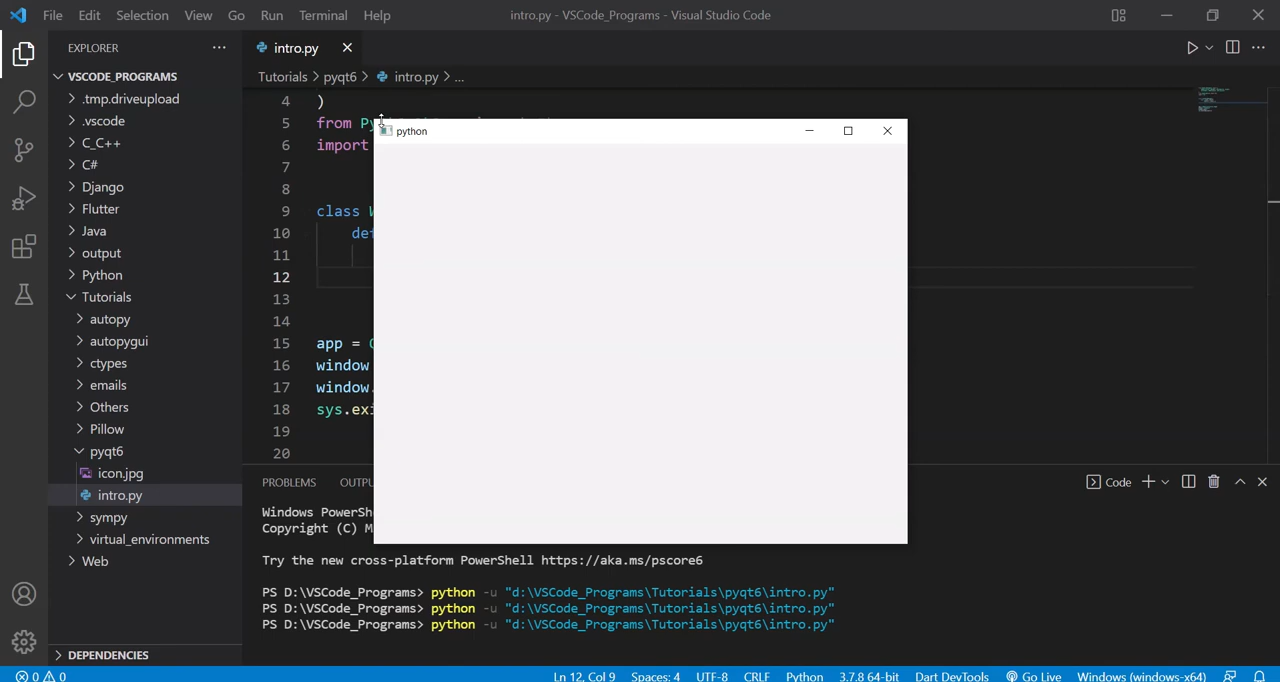 File Edit Selection View Go Run Terminal Help intro.py - VSCode_Programs - Visual Studio Code
EXPLORER
intro.py
VSCODE_PROGRAMS
Tutorials > pyqt6 > intro.py > ...
.tmp.driveupload
.vscode
C_C++
C#
Django
Flutter
Java
output
Python
Tutorials
autopy
autopygui
ctypes
emails
Others
Pillow
pyqt6
icon.jpg
intro.py
sympy
virtual_environments
Web
DEPENDENCIES
4 )
5 from
6 import
7
8
9 class
10 def
11
12
13
14
15 app =
16 window
17 window.
18 sys.exi
19
20
python
PROBLEMS OUTPU
Code
Windows PowerSh
Copyright (C) M
Try the new cross-platform PowerShell https://aka.ms/pscore6
PS D:\VSCode_Programs> python -u "d:\VSCode_Programs\Tutorials\pyqt6\intro.py"
PS D:\VSCode_Programs> python -u "d:\VSCode_Programs\Tutorials\pyqt6\intro.py"
PS D:\VSCode_Programs> python -u "d:\VSCode_Programs\Tutorials\pyqt6\intro.py"
0 0 Ln 12, Col 9 Spaces: 4 UTF-8 CRLF Python 3.7.8 64-bit Dart DevTools Go Live Windows (windows-x64)